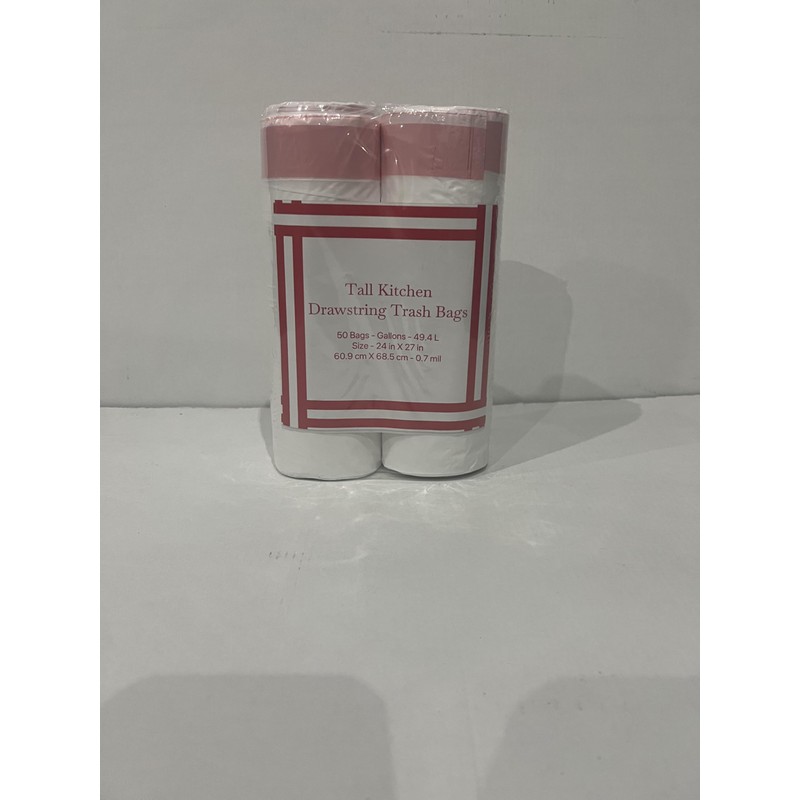 Tall Kitchen
Drawstring Trash Bags
50 Bags - Gallons - 49.4 L
Size - 24 in X 27 in
60.9 cm X 68.5 cm - 0.7 mil